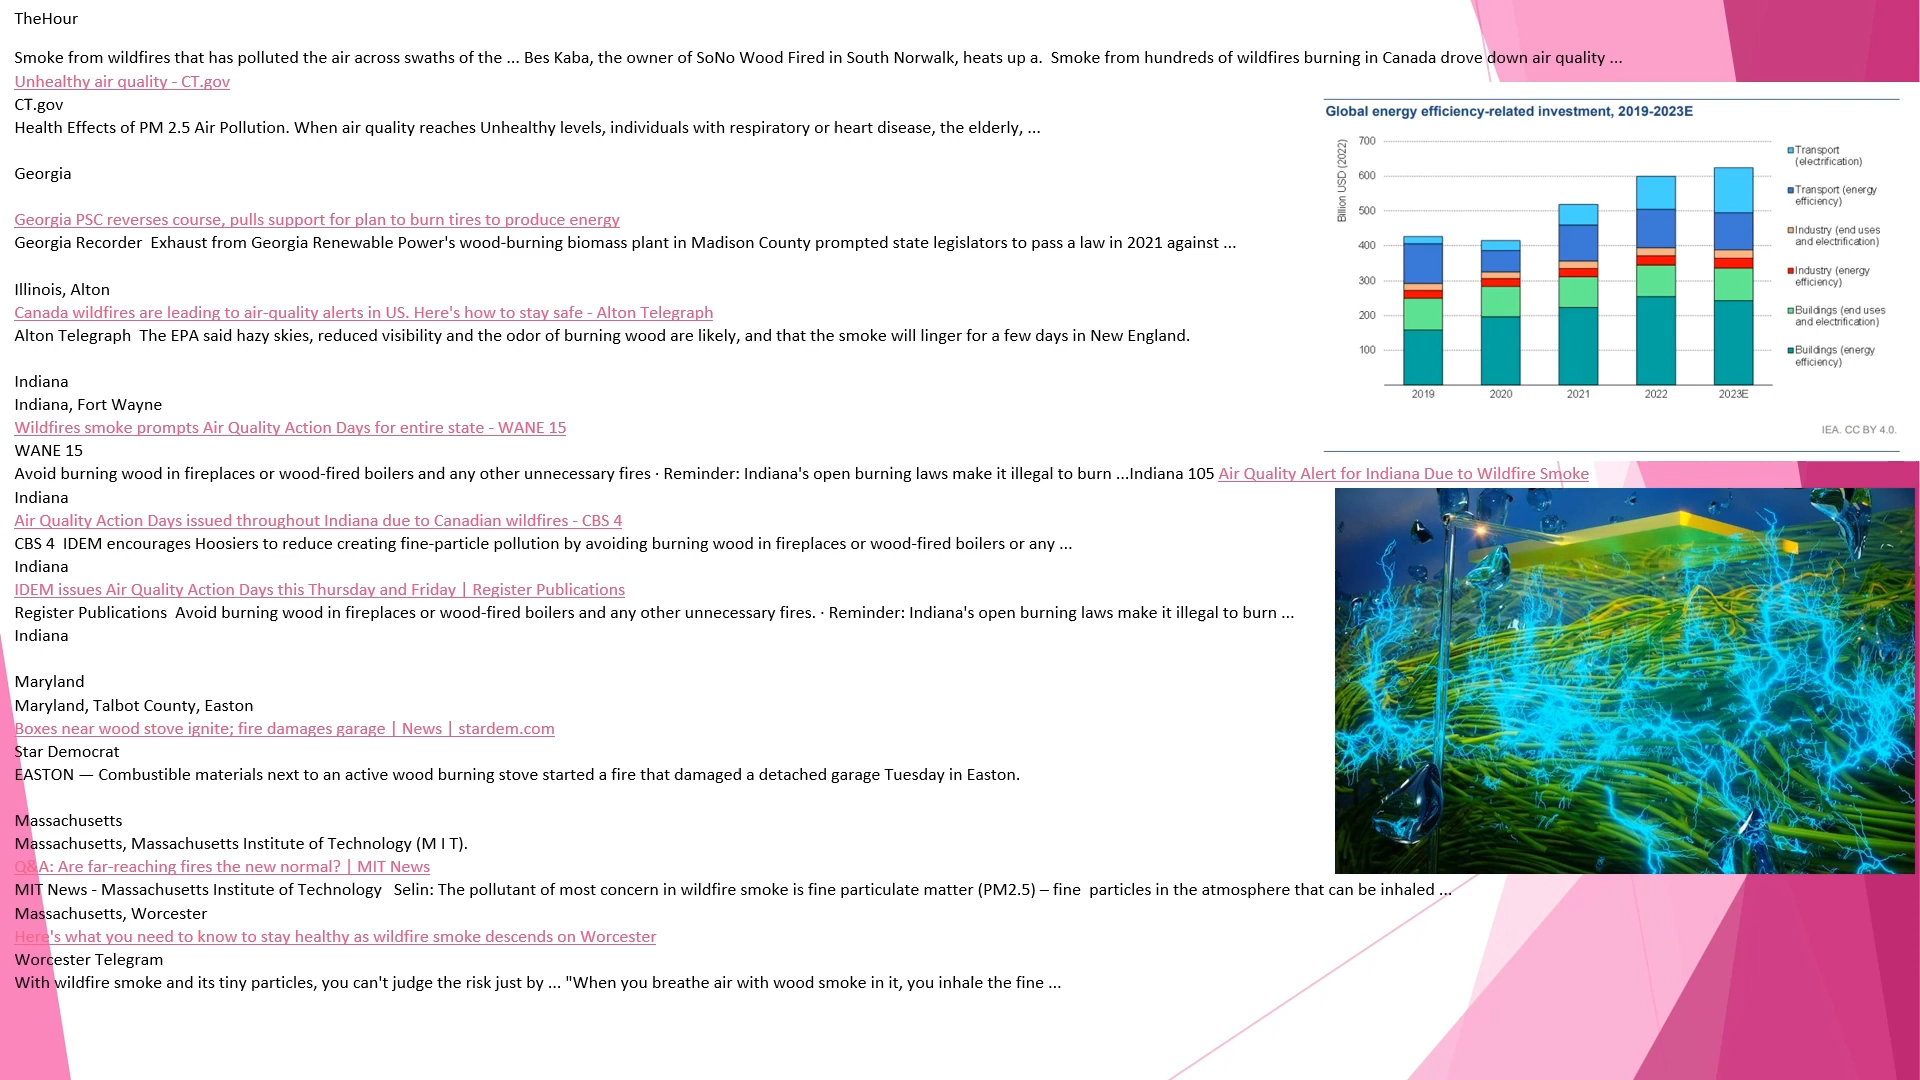 TheHour
Smoke from wildfires that has polluted the air across swaths of the ... Bes Kaba, the owner of SoNo Wood Fired in South Norwalk, heats up a.  Smoke from hundreds of wildfires burning in Canada drove down air quality ...
Unhealthy air quality - CT.gov
CT.gov
Health Effects of PM 2.5 Air Pollution. When air quality reaches Unhealthy levels, individuals with respiratory or heart disease, the elderly, ...
Georgia
Georgia PSC reverses course, pulls support for plan to burn tires to produce energy
Georgia Recorder  Exhaust from Georgia Renewable Power's wood-burning biomass plant in Madison County prompted state legislators to pass a law in 2021 against ...
Illinois, Alton
Canada wildfires are leading to air-quality alerts in US. Here's how to stay safe - Alton Telegraph
Alton Telegraph  The EPA said hazy skies, reduced visibility and the odor of burning wood are likely, and that the smoke will linger for a few days in New England.
Indiana
Indiana, Fort Wayne
Wildfires smoke prompts Air Quality Action Days for entire state - WANE 15
WANE 15
Avoid burning wood in fireplaces or wood-fired boilers and any other unnecessary fires · Reminder: Indiana's open burning laws make it illegal to burn ...Indiana 105 Air Quality Alert for Indiana Due to Wildfire Smoke
Indiana
Air Quality Action Days issued throughout Indiana due to Canadian wildfires - CBS 4
CBS 4  IDEM encourages Hoosiers to reduce creating fine-particle pollution by avoiding burning wood in fireplaces or wood-fired boilers or any ...
Indiana
IDEM issues Air Quality Action Days this Thursday and Friday | Register Publications
Register Publications  Avoid burning wood in fireplaces or wood-fired boilers and any other unnecessary fires. · Reminder: Indiana's open burning laws make it illegal to burn ...
Indiana
Maryland
Maryland, Talbot County, Easton
Boxes near wood stove ignite; fire damages garage | News | stardem.com
Star Democrat
EASTON — Combustible materials next to an active wood burning stove started a fire that damaged a detached garage Tuesday in Easton.
Massachusetts
Massachusetts, Massachusetts Institute of Technology (M I T).
Q&A: Are far-reaching fires the new normal? | MIT News
MIT News - Massachusetts Institute of Technology   Selin: The pollutant of most concern in wildfire smoke is fine particulate matter (PM2.5) – fine  particles in the atmosphere that can be inhaled ...
Massachusetts, Worcester
Here's what you need to know to stay healthy as wildfire smoke descends on Worcester
Worcester Telegram
With wildfire smoke and its tiny particles, you can't judge the risk just by ... "When you breathe air with wood smoke in it, you inhale the fine ...
Global energy efficiency-related investment, 2019-2023E
Billion USD (2022)
700
600
500
400
300
200
100
2019 2020 2021 2022 2023E
Transport
(electrification)
Transport (energy
efficiency)
Industry (end uses
and electrification)
Industry (energy
efficiency)
Buildings (end uses
and electrification)
Buildings (energy
efficiency)
IEA. CC BY 4.0.